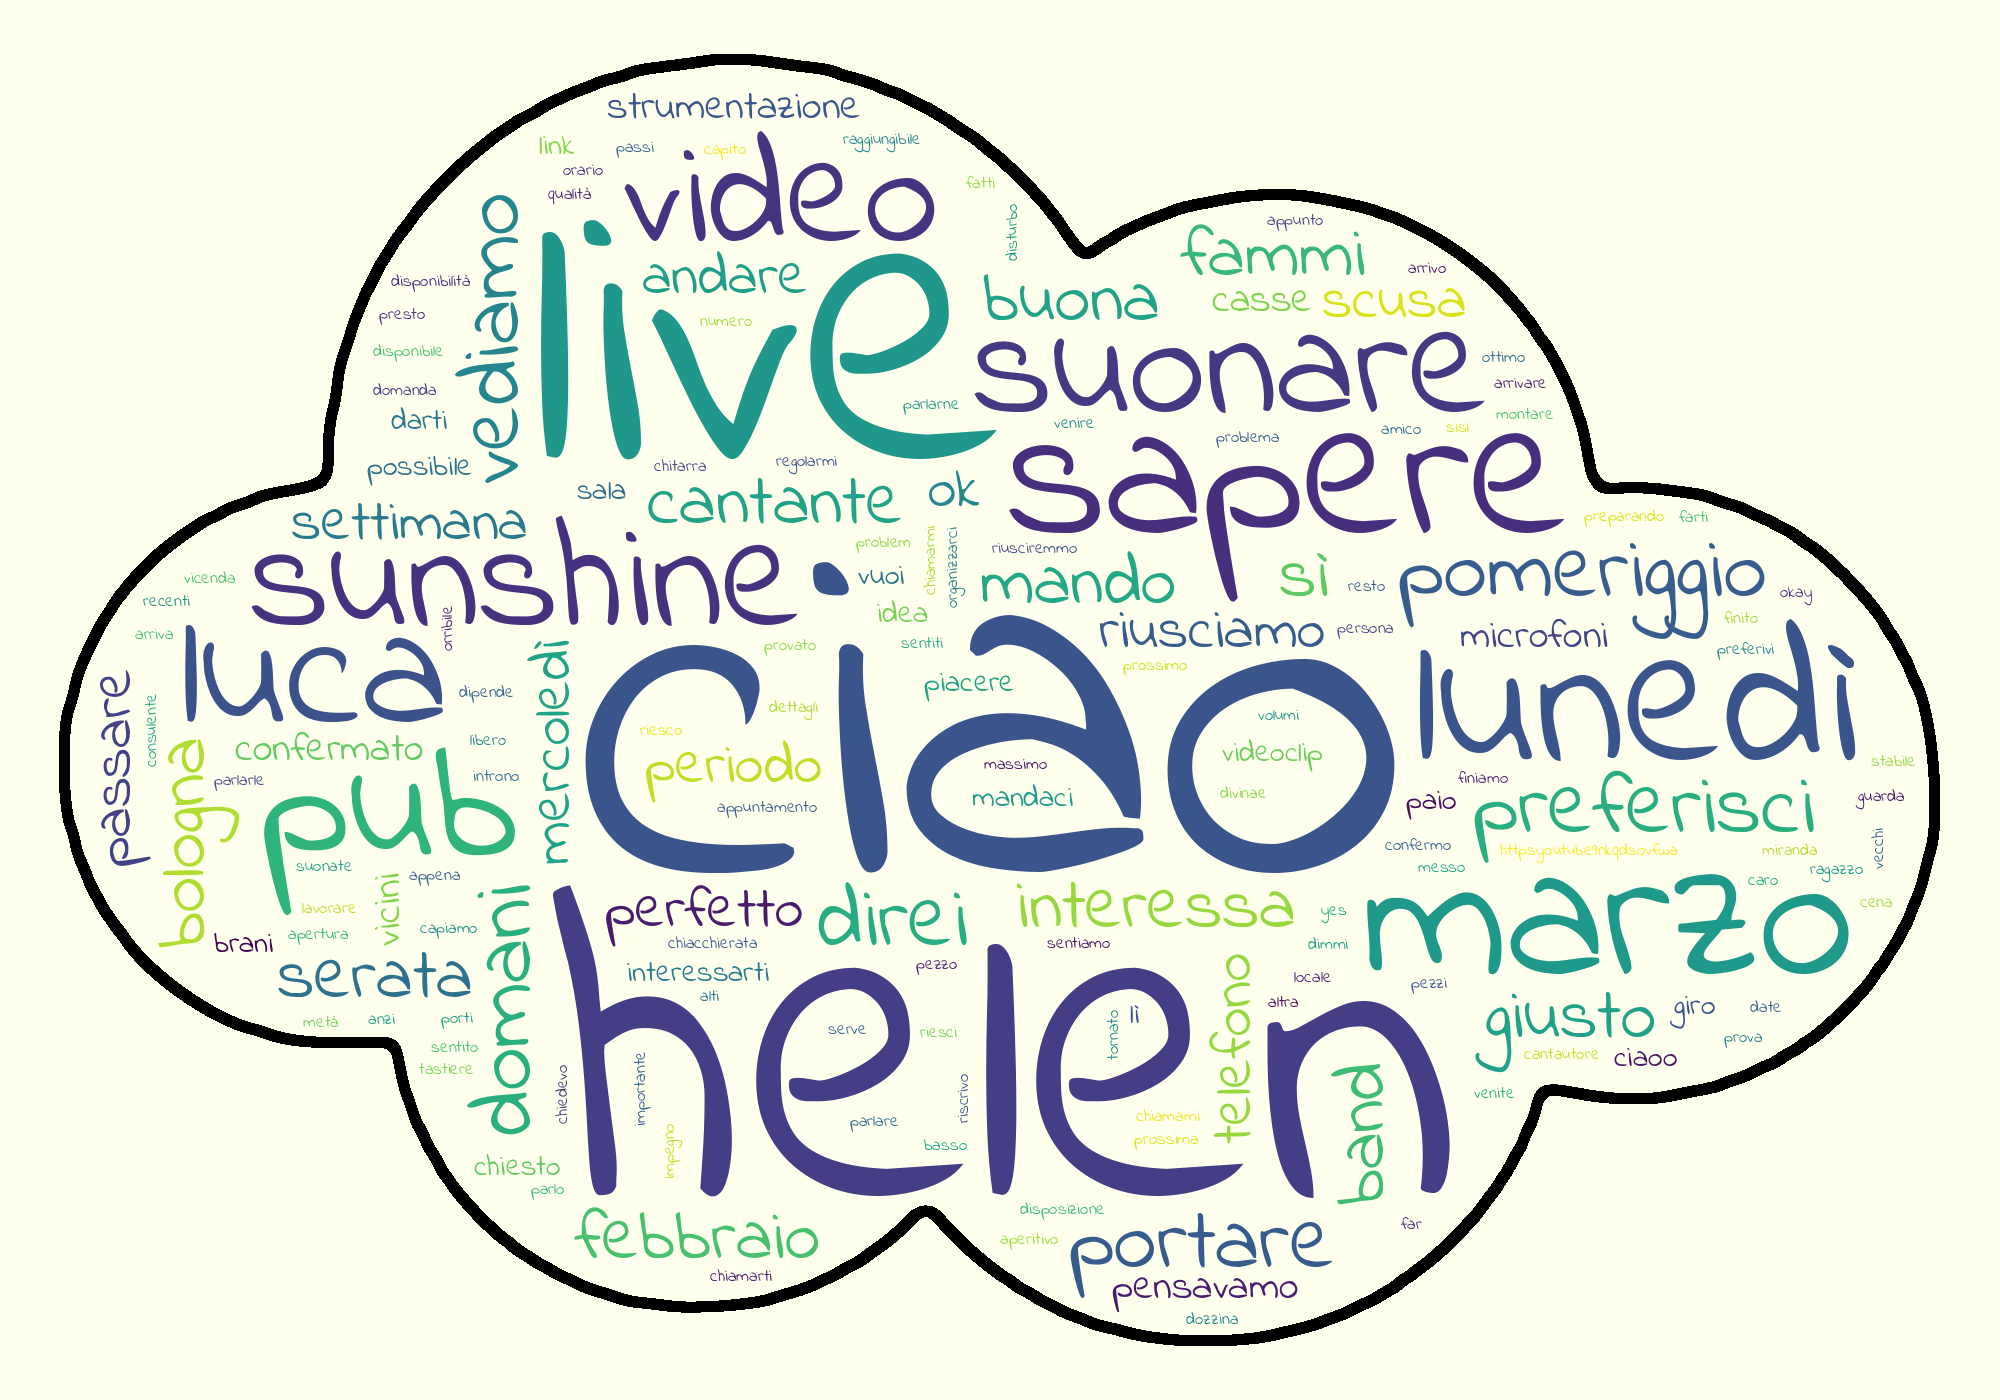 strumentazione
link
passi
capito
raggiungibile
orario
qualità
video
fatti
disturbo
appunto
fammi
arrivo
vediamo
live
andare
numero
buona
casse
scusa
disponibilità
presto
disponibile
domanda
darti
possibile
suonare
ottimo
arrivare
montare
parlarne
venire
problema
amico
sisi
chitarra
regolarmi
sala
cantante
ok
sapere
settimana
preparando
farti
sunshine
problem
chiamarmi
organizzarci
riusciremmo
vuoi
mando
sì
resto
pomeriggio
okay
vicenda
recenti
arriva
orribile
idea
sentiti
riusciamo
persona
microfoni
finito
preferivi
luca
mercoledì
provato
prossimo
passare
consulente
dipende
ciao
piacere
dettagli
volumi
lunedì
bologna
confermato
libero
riesco
periodo
massimo
videoclip
stabile
parlarle
introno
appuntamento
mandaci
divinae
finiamo
paio
preferisci
guarda
pub
confermo
httpsyoutube9nkqdsovfwa
miranda
vecchi
suonate
appena
messo
ragazzo
caro
lavorare
vicini
domani
perfetto
direi
interessa
yes
marzo
cena
brani
apertura
capiamo
chiacchierata
sentiamo
dimmi
serata
interessarti
pezzo
telefono
locale
pezzi
alti
altra
metà
anzi
porti
helen
serve
riesci
tornato
lì
giusto
giro
date
prova
sentito
tastiere
cantautore
ciaoo
chiedevo
importante
riscrivo
band
venite
parlare
chiamami
impegno
basso
prossima
chiesto
parlo
disposizione
febbraio
aperitivo
portare
far
chiamarti
pensavamo
dozzina